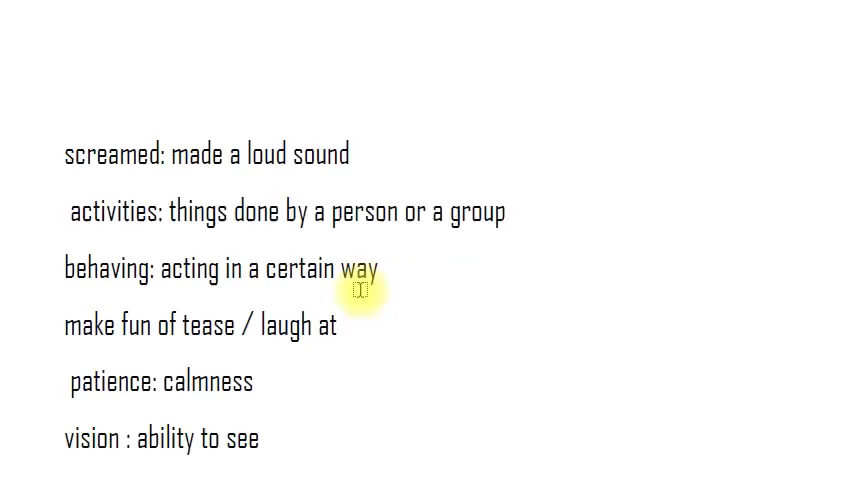 screamed: made a loud sound
activities: things done by a person or a group
behaving: acting in a certain way
make fun of tease / laugh at
patience: calmness
vision : ability to see